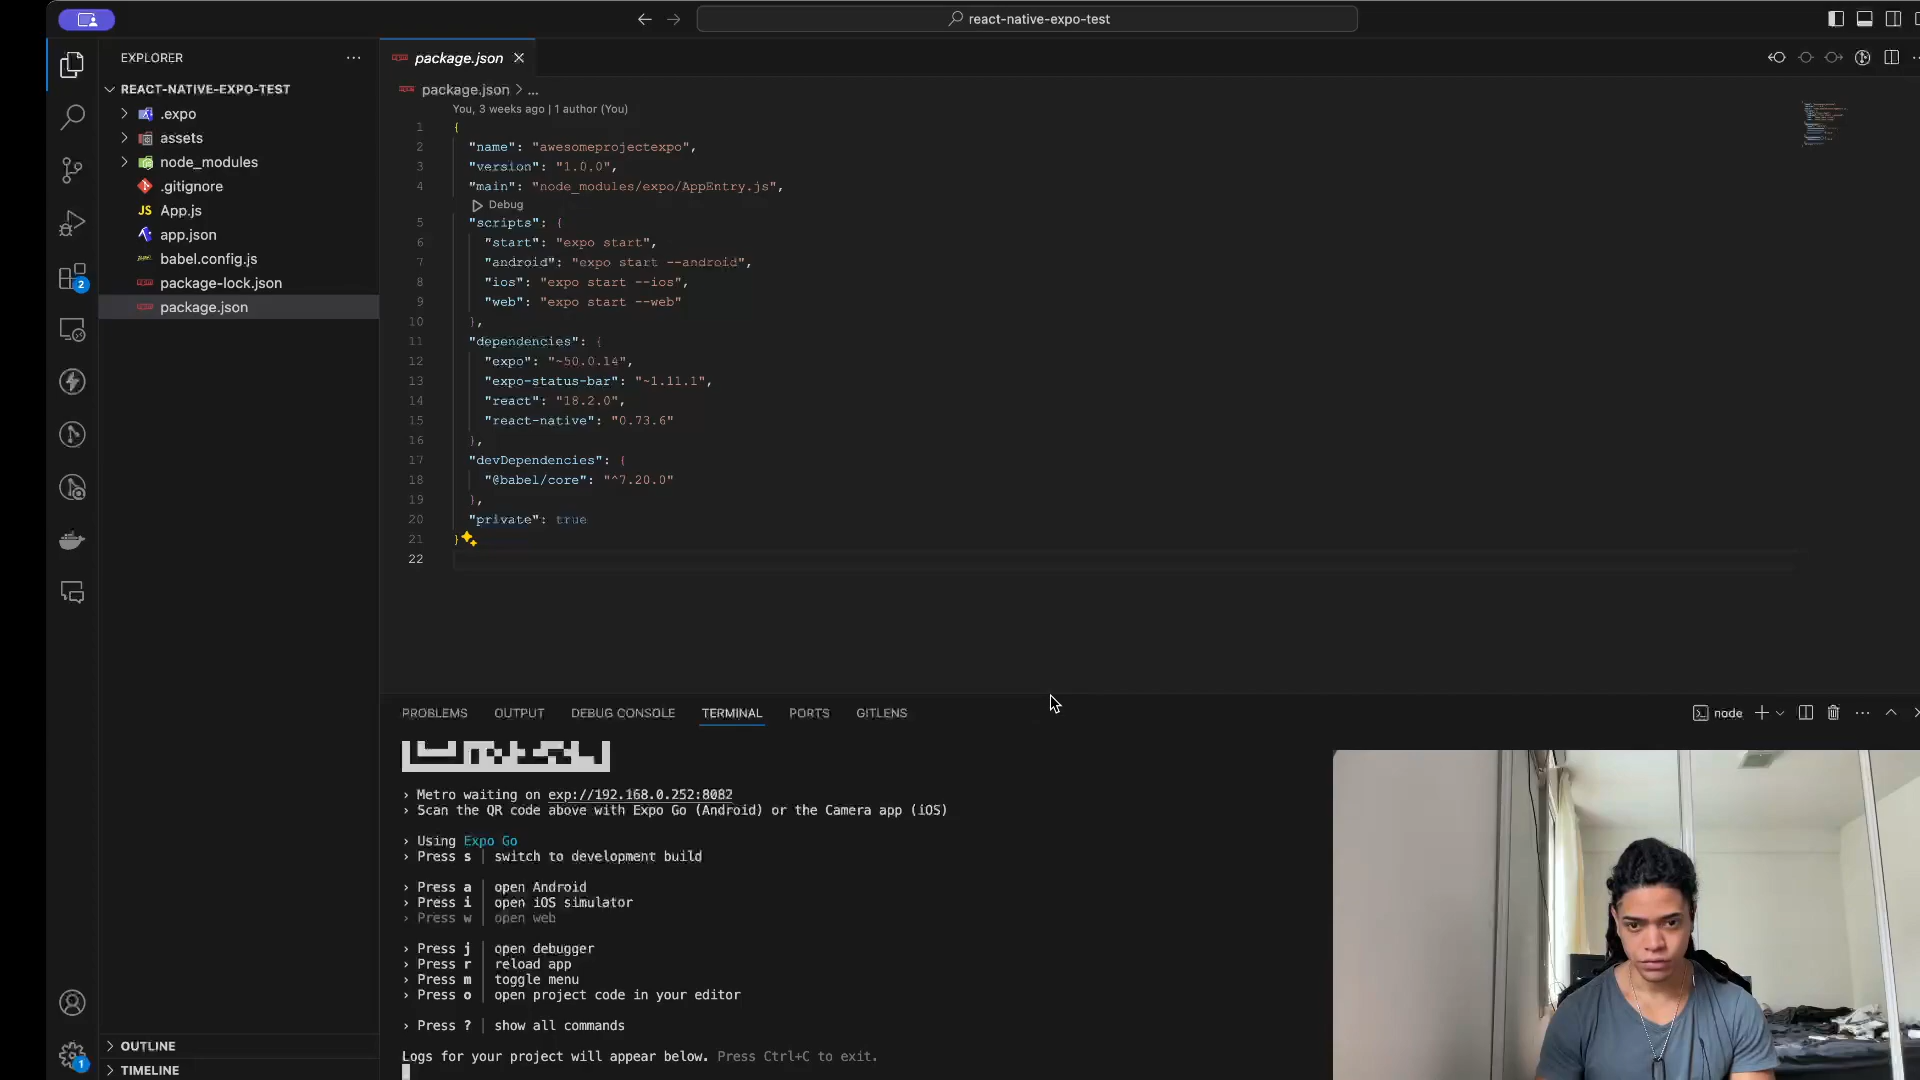 react-native-expo-test
EXPLORER
REACT-NATIVE-EXPO-TEST
.expo
assets
node_modules
.gitignore
JS App.js
app.json
babel.config.js
package-lock.json
package.json
2
OUTLINE
1
TIMELINE
package.json
package.json > ...
You, 3 weeks ago | 1 author (You)
1 {
2 "name": "awesomeprojectexpo",
3 "version": "1.0.0",
4 "main": "node_modules/expo/AppEntry.js",
Debug
5 "scripts": {
6 "start": "expo start",
7 "android": "expo start --android",
8 "ios": "expo start --ios",
9 "web": "expo start --web"
10 },
11 "dependencies": {
12 "expo": "~50.0.14",
13 "expo-status-bar": "~1.11.1",
14 "react": "18.2.0",
15 "react-native": "0.73.6"
16 },
17 "devDependencies": {
18 "@babel/core": "^7.20.0"
19 },
20 "private": true
21 }
22
PROBLEMS OUTPUT DEBUG CONSOLE TERMINAL PORTS GITLENS
node
› Metro waiting on exp://192.168.0.252:8082
› Scan the QR code above with Expo Go (Android) or the Camera app (iOS)
› Using Expo Go
› Press s | switch to development build
› Press a | open Android
› Press i | open iOS simulator
› Press w | open web
› Press j | open debugger
› Press r | reload app
› Press m | toggle menu
› Press o | open project code in your editor
› Press ? | show all commands
Logs for your project will appear below. Press Ctrl+C to exit.